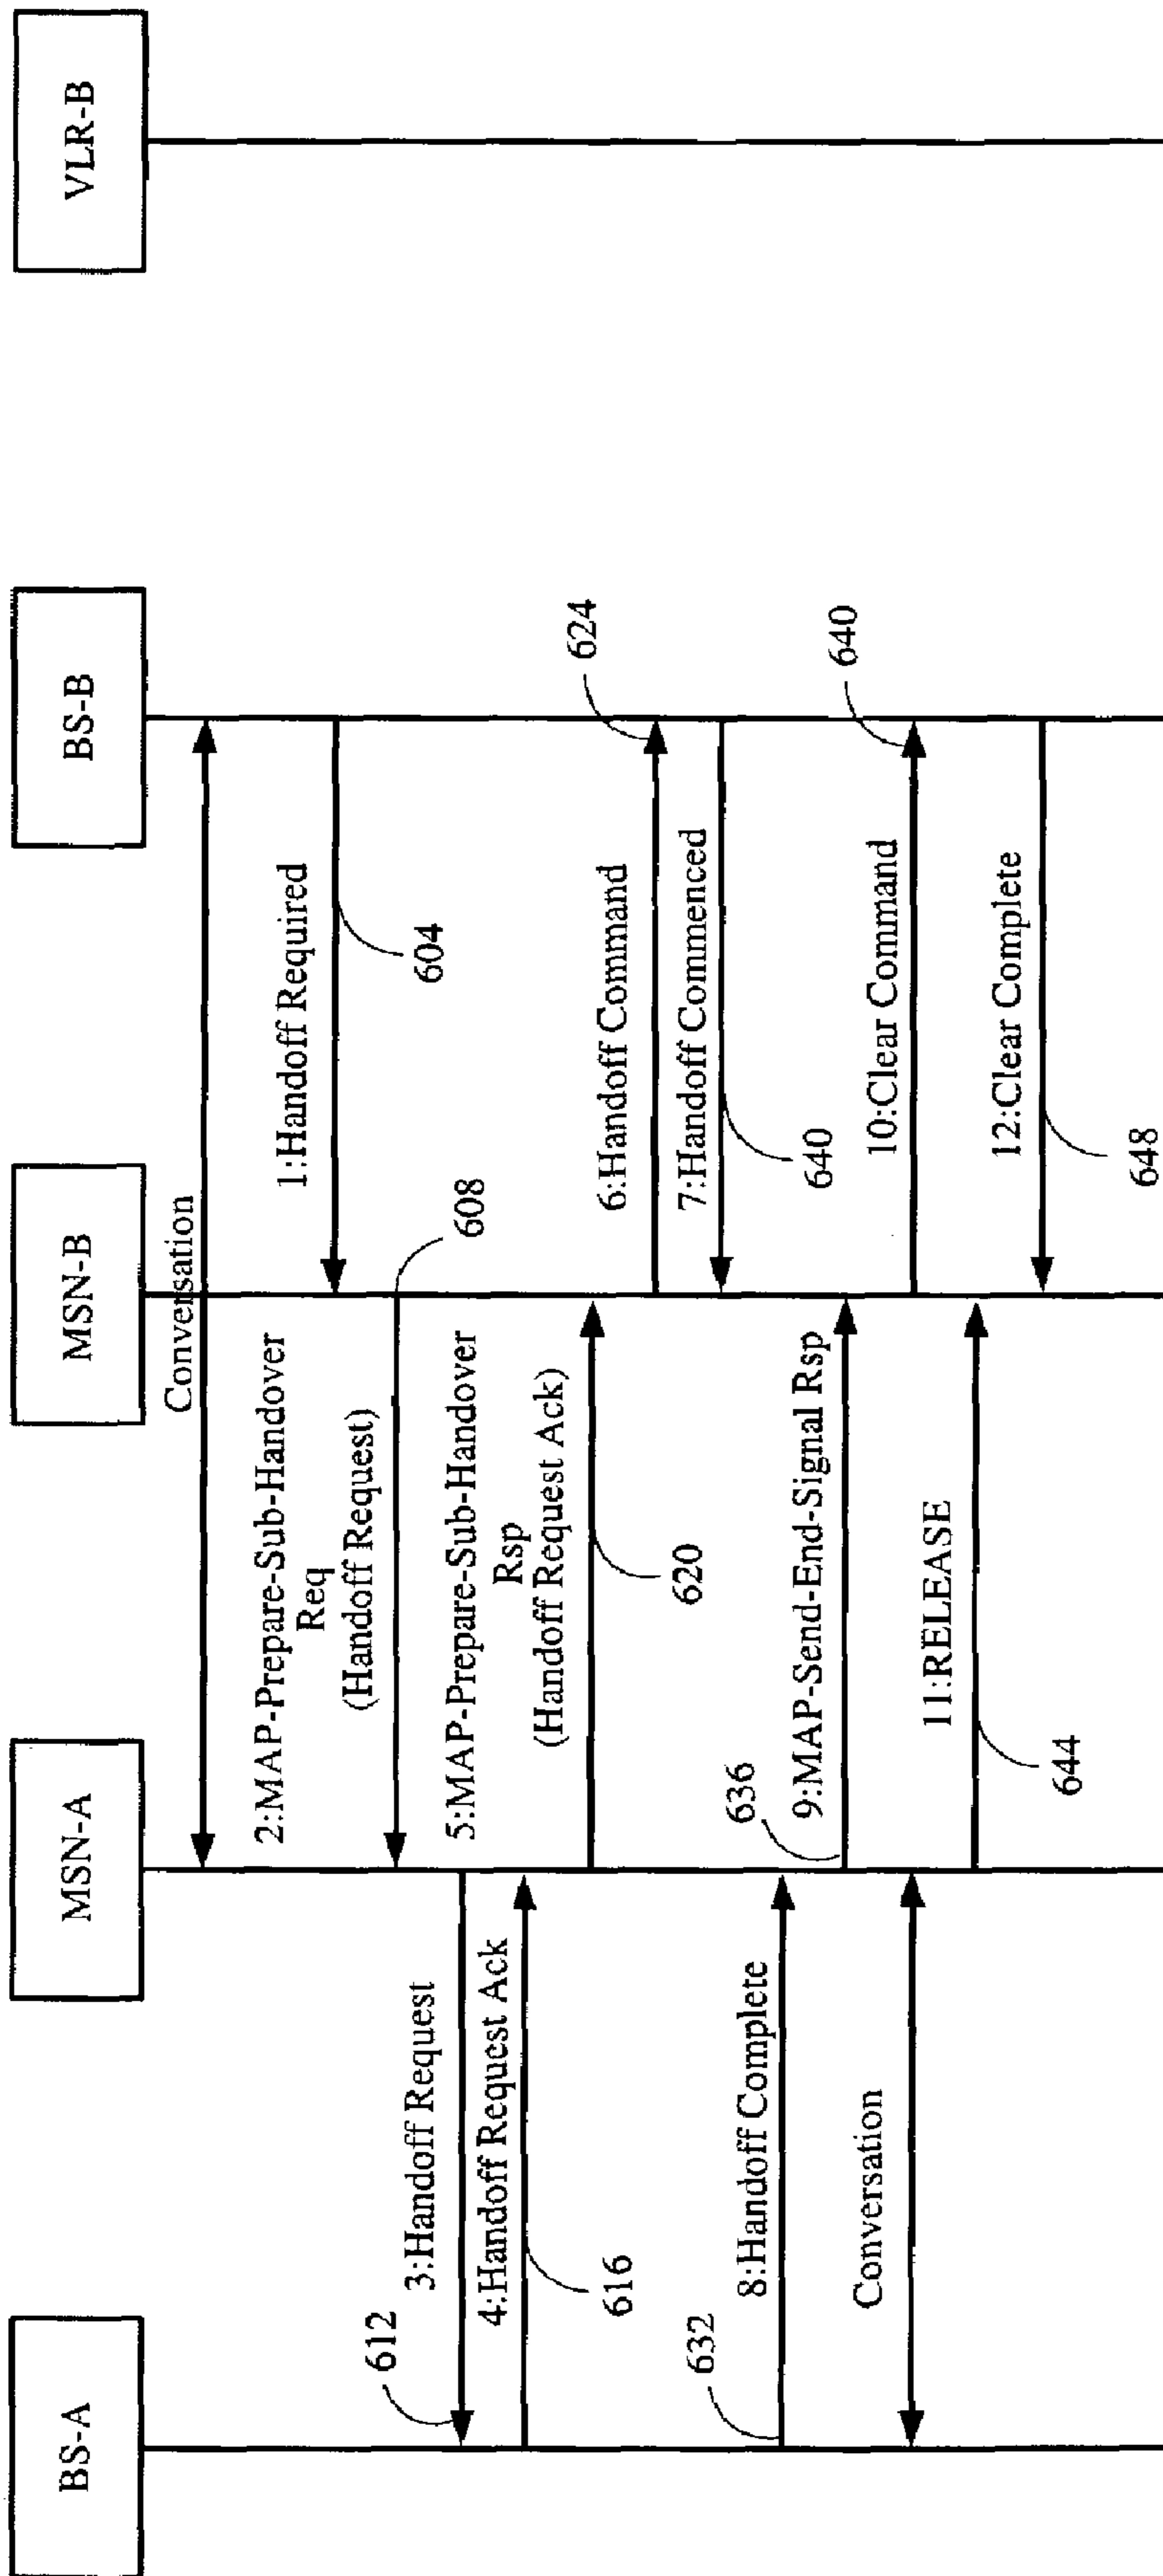 BS-A
MSN-A
MSN-B
BS-B
VLR-B
Conversation
1:Handoff Required
604
2:MAP-Prepare-Sub-Handover
Req
(Handoff Request)
608
3:Handoff Request
612
4:Handoff Request Ack
616
5:MAP-Prepare-Sub-Handover
Rsp
(Handoff Request Ack)
620
6:Handoff Command
624
7:Handoff Commenced
640
8:Handoff Complete
632
9:MAP-Send-End-Signal Rsp
636
Conversation
10:Clear Command
640
11:RELEASE
644
12:Clear Complete
648